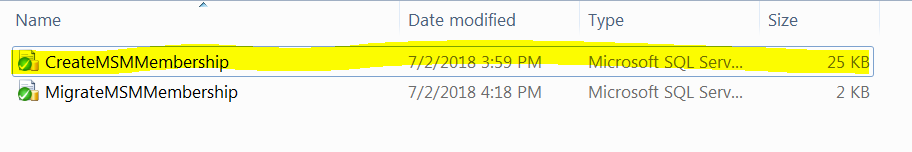 Name Date modified Type Size
CreateMSMMembership 7/2/2018 3:59 PM Microsoft SQL Serv... 25 KB
MigrateMSMMembership 7/2/2018 4:18 PM Microsoft SQL Serv... 2 KB